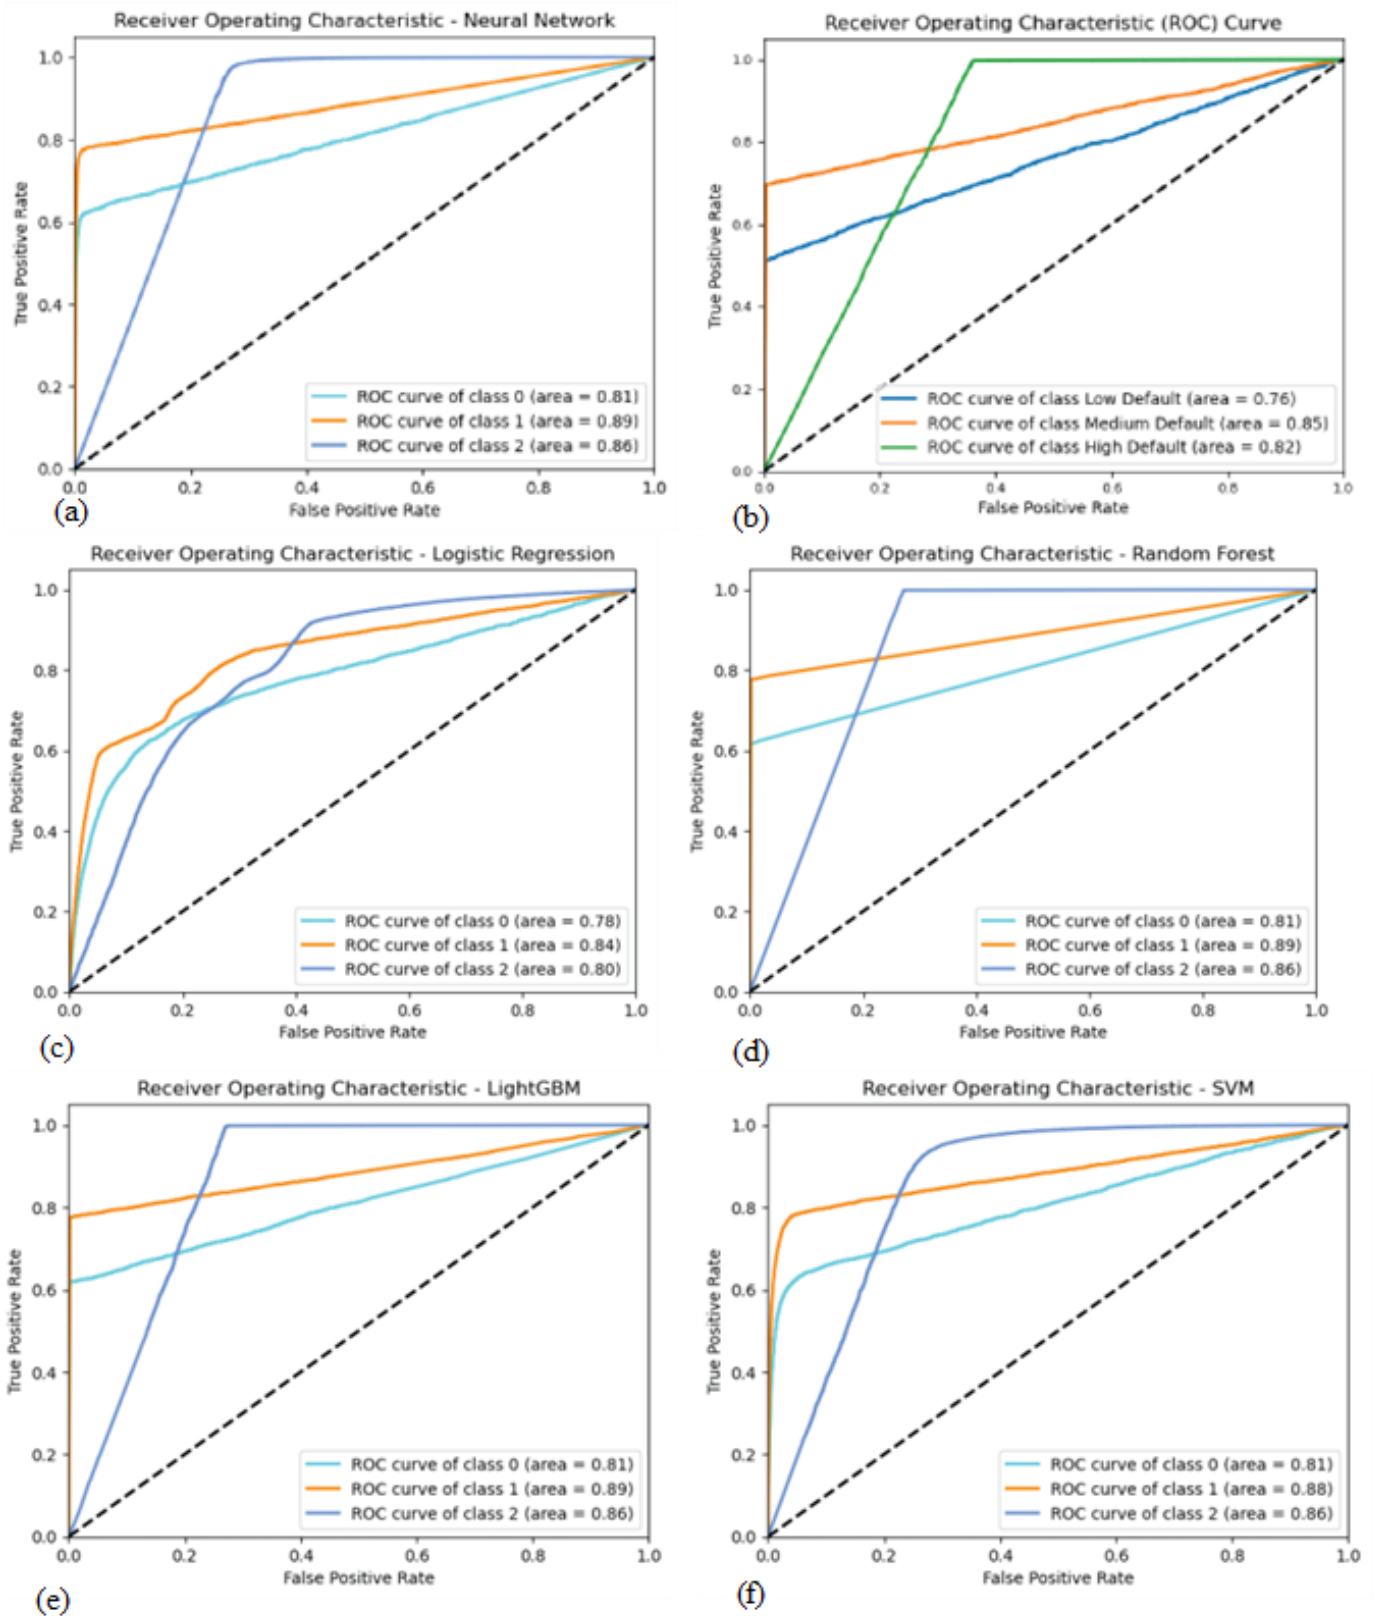 Receiver Operating Characteristic - Neural Network
True Positive Rate
1.0
0.8
0.6
0.4
0.2
0.0
ROC curve of class 0 (area = 0.81)
ROC curve of class 1 (area = 0.89)
ROC curve of class 2 (area = 0.86)
0.0 0.2 0.4 0.6 0.8 1.0
False Positive Rate
(a)
Receiver Operating Characteristic (ROC) Curve
True Positive Rate
1.0
0.8
0.6
0.4
0.2
0.0
ROC curve of class Low Default (area = 0.76)
ROC curve of class Medium Default (area = 0.85)
ROC curve of class High Default (area = 0.82)
0.0 0.2 0.4 0.6 0.8 1.0
False Positive Rate
(b)
Receiver Operating Characteristic - Logistic Regression
True Positive Rate
1.0
0.8
0.6
0.4
0.2
0.0
ROC curve of class 0 (area = 0.78)
ROC curve of class 1 (area = 0.84)
ROC curve of class 2 (area = 0.80)
0.0 0.2 0.4 0.6 0.8 1.0
False Positive Rate
(c)
Receiver Operating Characteristic - Random Forest
True Positive Rate
1.0
0.8
0.6
0.4
0.2
0.0
ROC curve of class 0 (area = 0.81)
ROC curve of class 1 (area = 0.89)
ROC curve of class 2 (area = 0.86)
0.0 0.2 0.4 0.6 0.8 1.0
False Positive Rate
(d)
Receiver Operating Characteristic - LightGBM
True Positive Rate
1.0
0.8
0.6
0.4
0.2
0.0
ROC curve of class 0 (area = 0.81)
ROC curve of class 1 (area = 0.89)
ROC curve of class 2 (area = 0.86)
0.0 0.2 0.4 0.6 0.8 1.0
False Positive Rate
(e)
Receiver Operating Characteristic - SVM
True Positive Rate
1.0
0.8
0.6
0.4
0.2
0.0
ROC curve of class 0 (area = 0.81)
ROC curve of class 1 (area = 0.88)
ROC curve of class 2 (area = 0.86)
0.0 0.2 0.4 0.6 0.8 1.0
False Positive Rate
(f)